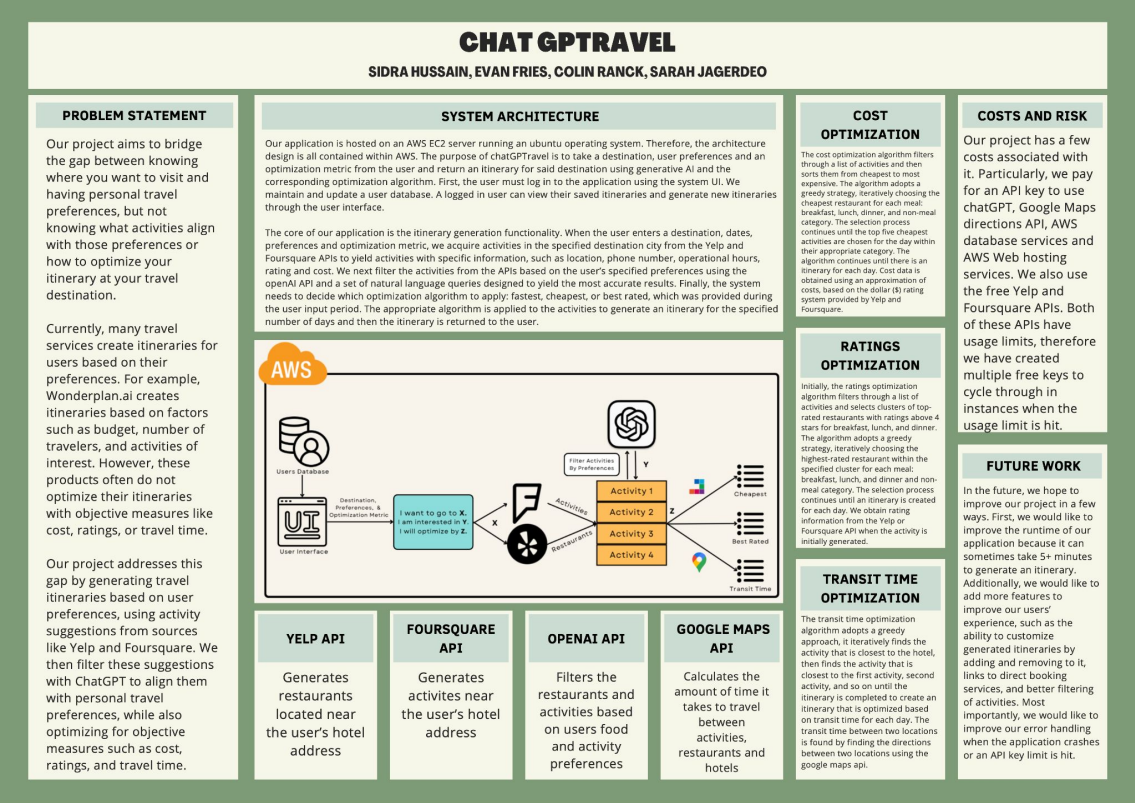 CHAT GPTRAVEL
SIDRA HUSSAIN, EVAN FRIES, COLIN RANCK, SARAH JAGERDEO
PROBLEM STATEMENT
Our project aims to bridge
the gap between knowing
where you want to visit and
having personal travel
preferences, but not
knowing what activities align
with those preferences or
how to optimize your
itinerary at your travel
destination.
Currently, many travel
services create itineraries for
users based on their
preferences. For example,
Wonderplan.ai creates
itineraries based on factors
such as budget, number of
travelers, and activities of
interest. However, these
products often do not
optimize their itineraries
with objective measures like
cost, ratings, or travel time.
Our project addresses this
gap by generating travel
itineraries based on user
preferences, using activity
suggestions from sources
like Yelp and Foursquare. We
then filter these suggestions
with ChatGPT to align them
with personal travel
preferences, while also
optimizing for objective
measures such as cost,
ratings, and travel time.
SYSTEM ARCHITECTURE
Our application is hosted on an AWS EC2 server running an ubuntu operating system. Therefore, the architecture
design is all contained within AWS. The purpose of chatGPTravel is to take a destination, user preferences and an
optimization metric from the user and return an itinerary for said destination using generative AI and the
corresponding optimization algorithm. First, the user must log in to the application using the system UI. We
maintain and update a user database. A logged in user can view their saved itineraries and generate new itineraries
through the user interface.
The core of our application is the itinerary generation functionality. When the user enters a destination, dates,
preferences and optimization metric, we acquire activities in the specified destination city from the Yelp and
Foursquare APIs to yield activities with specific information, such as location, phone number, operational hours,
rating and cost. We next filter the activities from the APIs based on the user's specified preferences using the
openAI API and a set of natural language queries designed to yield the most accurate results. Finally, the system
needs to decide which optimization algorithm to apply: fastest, cheapest, or best rated, which was provided during
the user input period. The appropriate algorithm is applied to the activities to generate an itinerary for the specified
number of days and then the itinerary is returned to the user.
AWS
Users Database
UI
User Interface
Destination,
Preferences, &
Optimization Metric
I want to go to X.
I am interested in Y.
I will optimize by Z.
X
Activities
Restaurants
Filter Activities
By Preferences
Y
Activity 1
Activity 2
Activity 3
Activity 4
Z
Cheapest
Best Rated
Transit Time
YELP API
Generates
restaurants
located near
the user's hotel
address
FOURSQUARE
API
Generates
activites near
the user's hotel
address
OPENAI API
Filters the
restaurants and
activities based
on users food
and activity
preferences
GOOGLE MAPS
API
Calculates the
amount of time it
takes to travel
between
activities,
restaurants and
hotels
COST
OPTIMIZATION
The cost optimization algorithm filters
through a list of activities and then
sorts them from cheapest to most
expensive. The algorithm adopts a
greedy strategy, iteratively choosing the
cheapest restaurant for each meal:
breakfast, lunch, dinner, and non-meal
category. The selection process
continues until the top five cheapest
activities are chosen for the day within
their appropriate category. The
algorithm continues until there is an
itinerary for each day. Cost data is
obtained using an approximation of
costs, based on the dollar ($) rating
system provided by Yelp and
Foursquare.
RATINGS
OPTIMIZATION
Initially, the ratings optimization
algorithm filters through a list of
activities and selects clusters of top-
rated restaurants with ratings above 4
stars for breakfast, lunch, and dinner.
The algorithm adopts a greedy
strategy, iteratively choosing the
highest-rated restaurant within the
specified cluster for each meal:
breakfast, lunch, and dinner and non-
meal category. The selection process
continues until an itinerary is created
for each day. We obtain rating
information from the Yelp or
Foursquare API when the activity is
initially generated.
TRANSIT TIME
OPTIMIZATION
The transit time optimization
algorithm adopts a greedy
approach, it iteratively finds the
activity that is closest to the hotel,
then finds the activity that is
closest to the first activity, second
activity, and so on until the
itinerary is completed to create an
itinerary that is optimized based
on transit time for each day. The
transit time between two locations
is found by finding the directions
between two locations using the
google maps api.
COSTS AND RISK
Our project has a few
costs associated with
it. Particularly, we pay
for an API key to use
chatGPT, Google Maps
directions API, AWS
database services and
AWS Web hosting
services. We also use
the free Yelp and
Foursquare APIs. Both
of these APIs have
usage limits, therefore
we have created
multiple free keys to
cycle through in
instances when the
usage limit is hit.
FUTURE WORK
In the future, we hope to
improve our project in a few
ways. First, we would like to
improve the runtime of our
application because it can
sometimes take 5+ minutes
to generate an itinerary.
Additionally, we would like to
add more features to
improve our users'
experience, such as the
ability to customize
generated itineraries by
adding and removing to it,
links to direct booking
services, and better filtering
of activities. Most
importantly, we would like to
improve our error handling
when the application crashes
or an API key limit is hit.